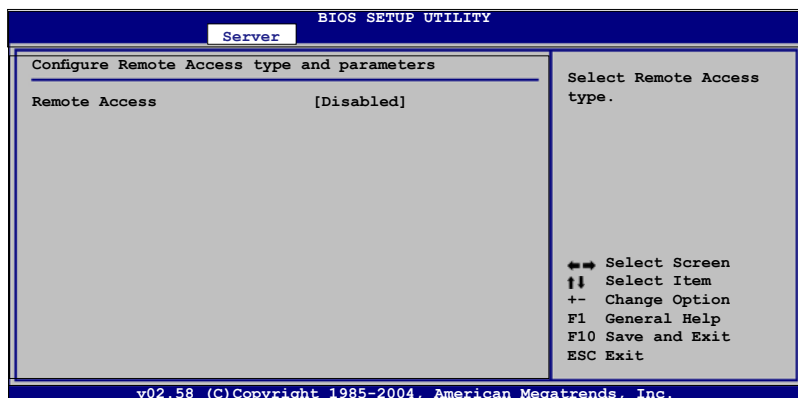 BIOS SETUP UTILITY
Server
Configure Remote Access type and parameters
Remote Access [Disabled]
Select Remote Access
type.
Select Screen
Select Item
+- Change Option
F1 General Help
F10 Save and Exit
ESC Exit
v02.58 (C)Copyright 1985-2004, American Megatrends, Inc.